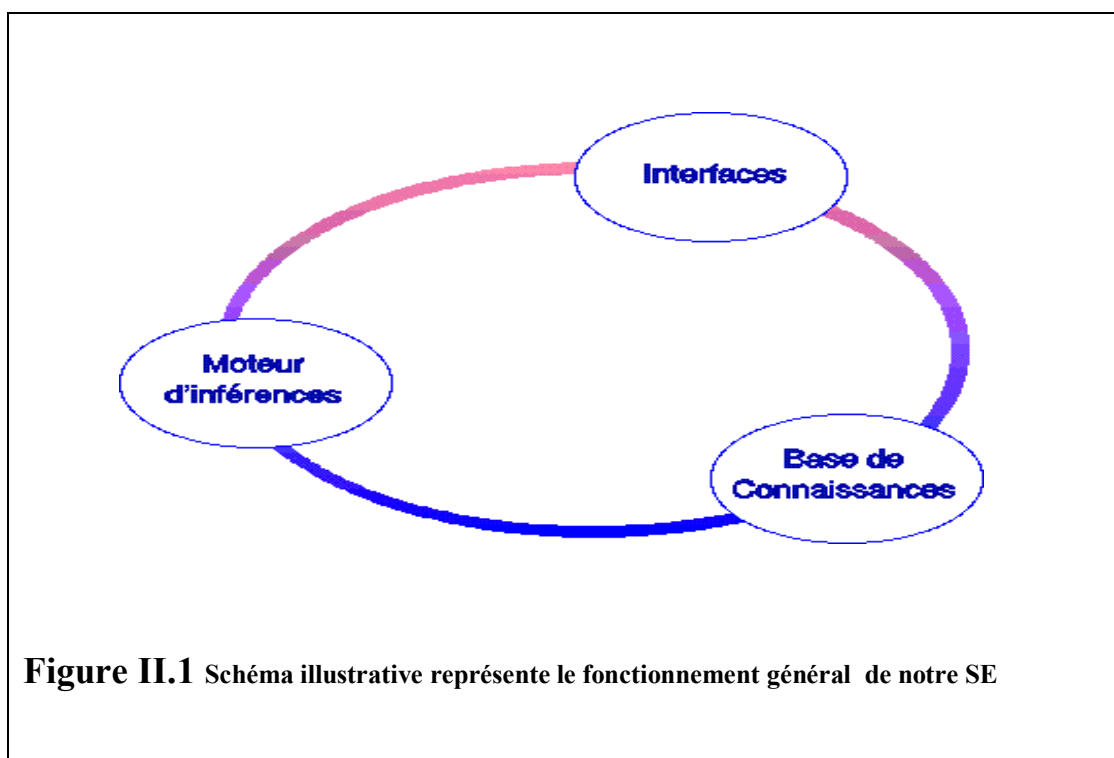 Interfaces
Moteur
d'inférences
Base de
Connaissances
Figure II.1 Schéma illustrative représente le fonctionnement général de notre SE